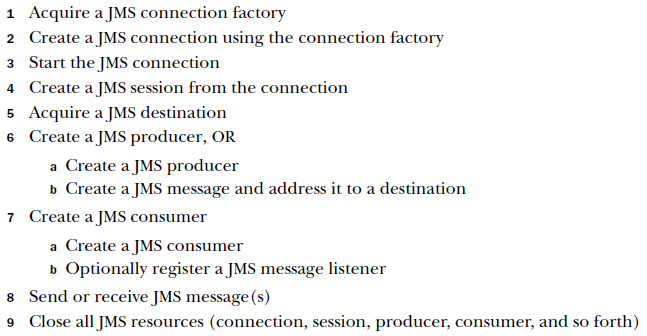 1 Acquire a JMS connection factory
2 Create a JMS connection using the connection factory
3 Start the JMS connection
4 Create a JMS session from the connection
5 Acquire a JMS destination
6 Create a JMS producer, OR
a Create a JMS producer
b Create a JMS message and address it to a destination
7 Create a JMS consumer
a Create a JMS consumer
b Optionally register a JMS message listener
8 Send or receive JMS message(s)
9 Close all JMS resources (connection, session, producer, consumer, and so forth)